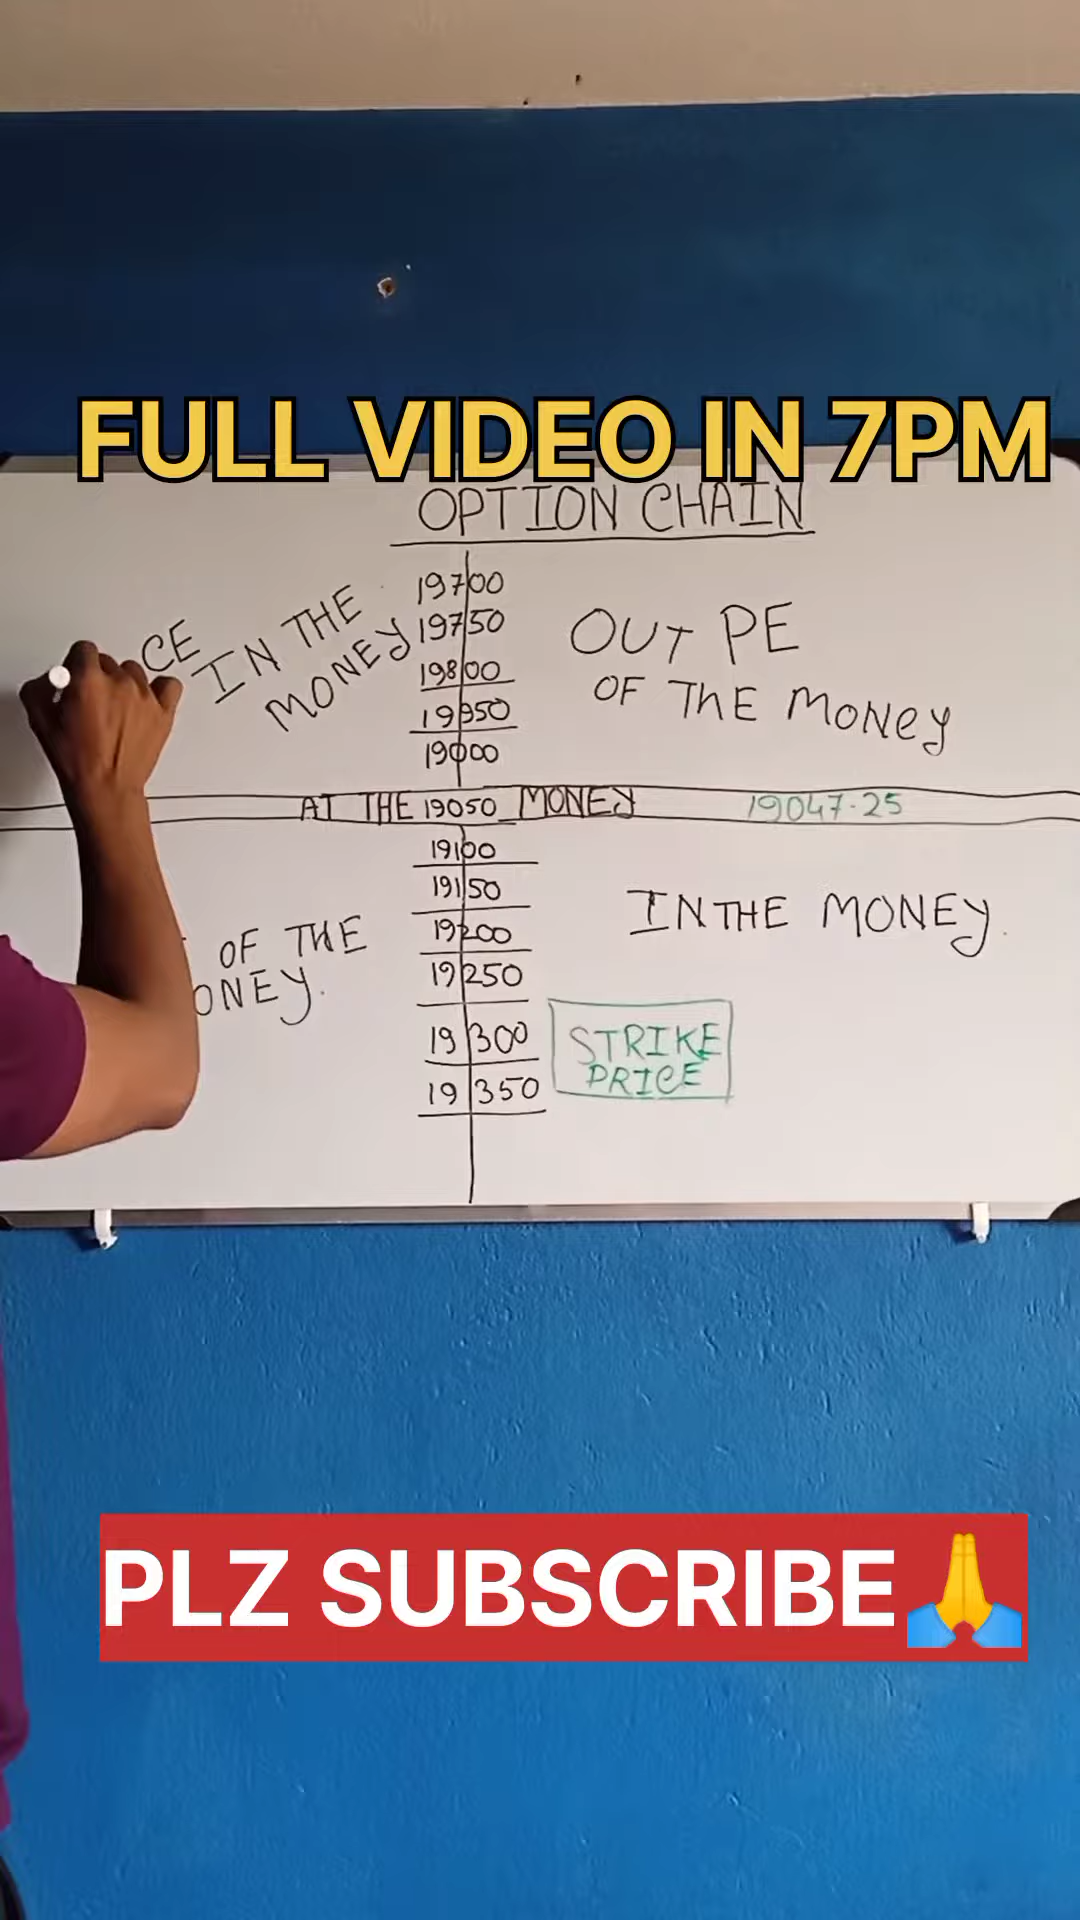 FULL VIDEO IN 7PM
OPTION CHAIN
CE
IN THE
MONEY
19700
19750
19800
19950
19000
OUT PE
OF THE MONEY
AT THE 19050 MONEY 19047.25
19100
19150
19200
19250
19300
19350
OF THE
ONEY.
IN THE MONEY.
STRIKE
PRICE
PLZ SUBSCRIBE🙏